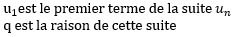 u₁est le premier terme de la suite 𝑢ₙ
q est la raison de cette suite